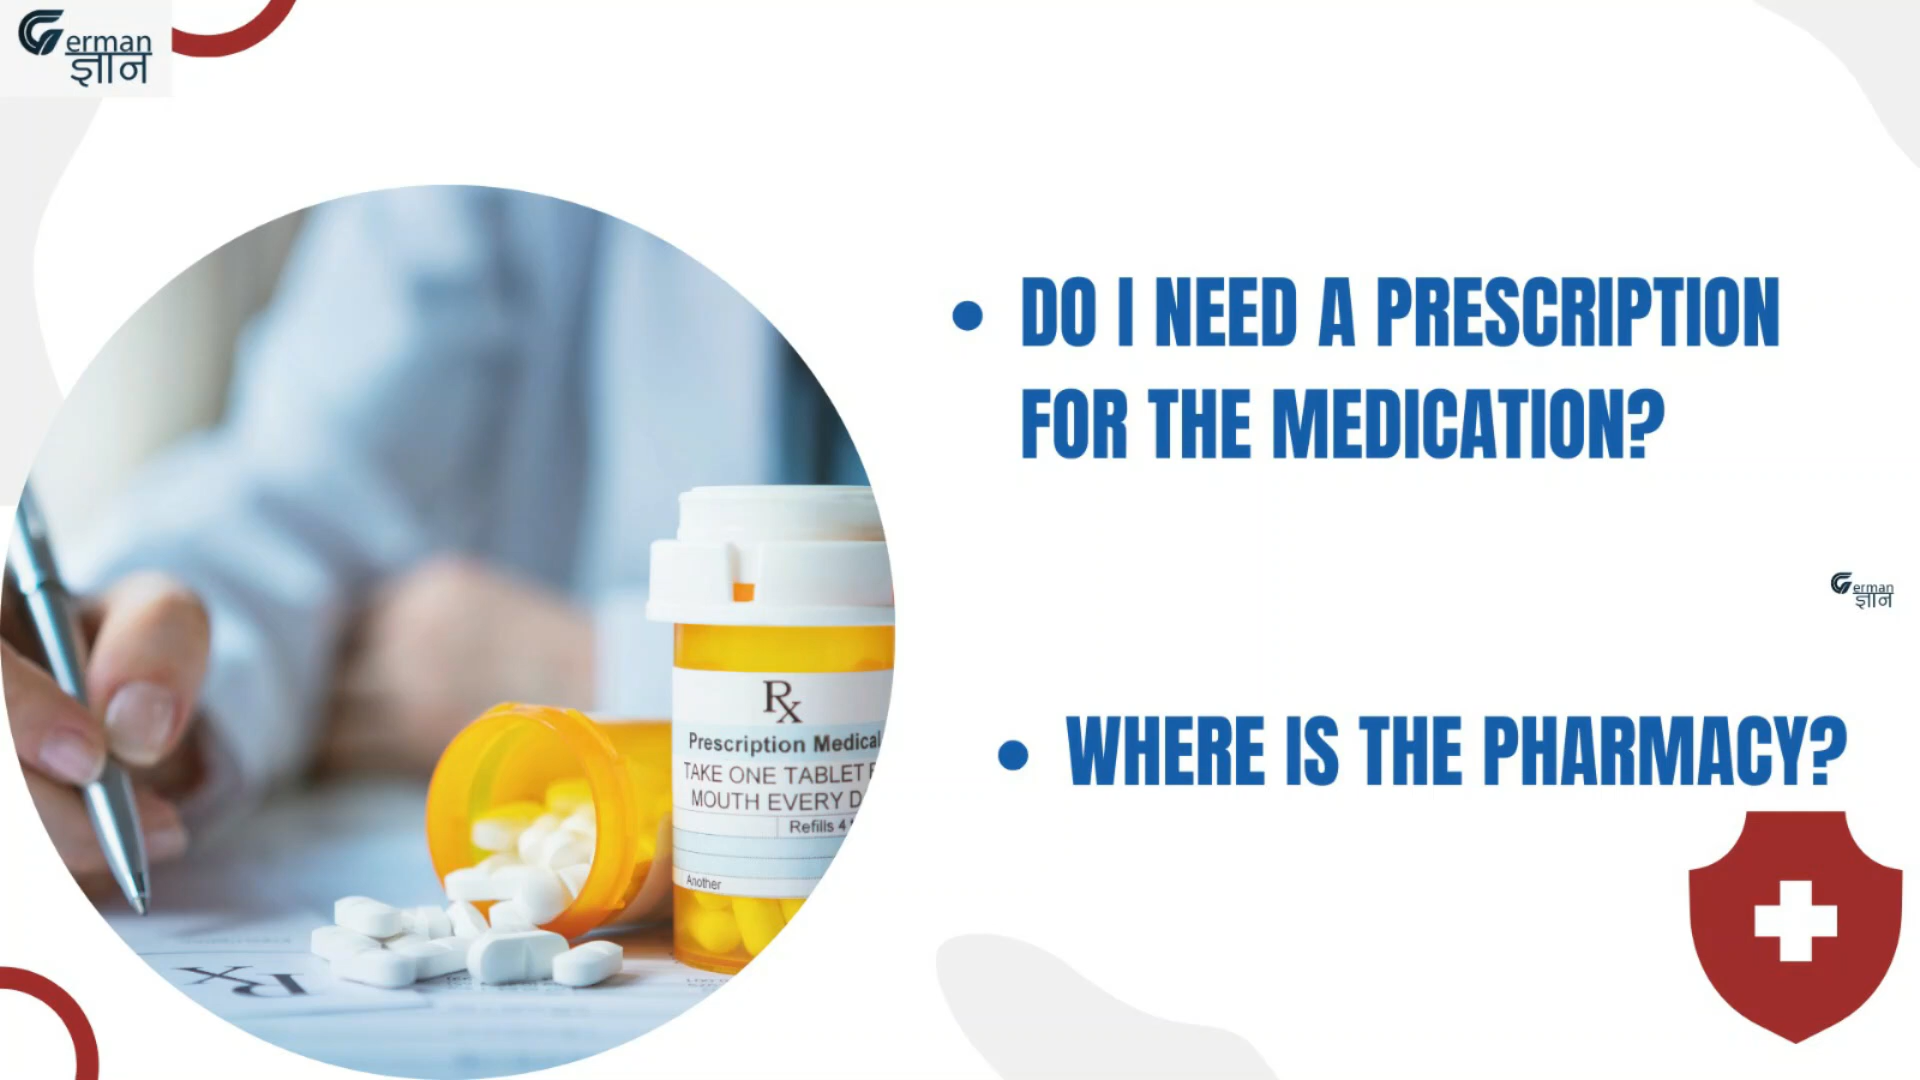 German
ज्ञान
DO I NEED A PRESCRIPTION
FOR THE MEDICATION?
German
ज्ञान
WHERE IS THE PHARMACY?
Rx
Prescription Medical
TAKE ONE TABLET
MOUTH EVERY
Refills 4
Another
Rx